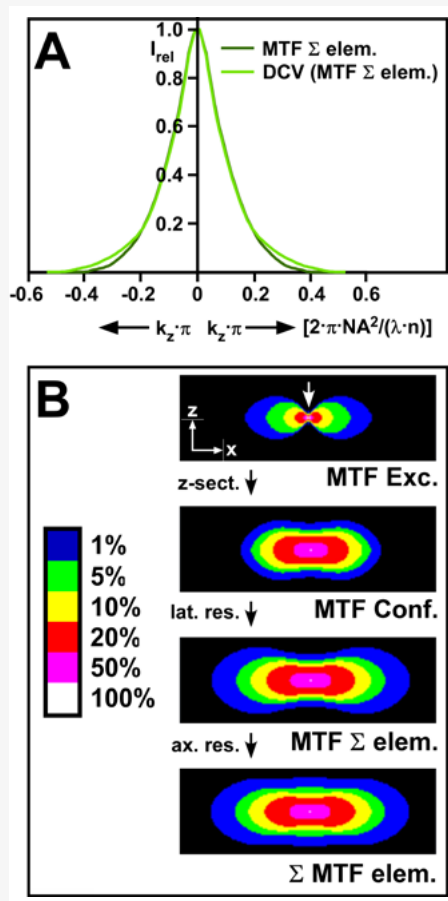 A
1.0
I_rel
MTF Σ elem.
DCV (MTF Σ elem.)
0.8
0.6
0.4
0.2
-0.6 -0.4 -0.2 0 0.2 0.4 0.6
k_z·π k_z·π [2·π·NA²/(λ·n)]
B
z
x
z-sect. MTF Exc.
1%
5%
10%
20%
50%
100%
lat. res. MTF Conf.
ax. res. MTF Σ elem.
Σ MTF elem.